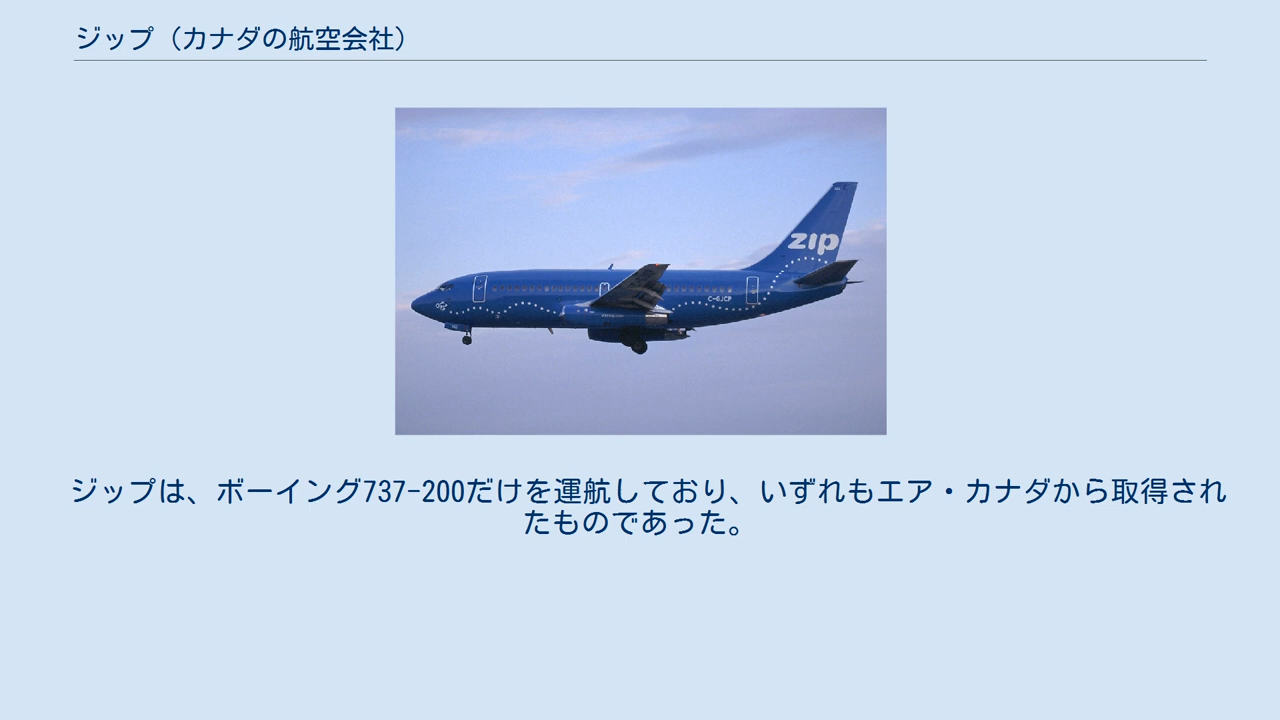 ジップ（カナダの航空会社）
zip
C-GJCP
ジップは、ボーイング737-200だけを運航しており、いずれもエア・カナダから取得され
たものであった。